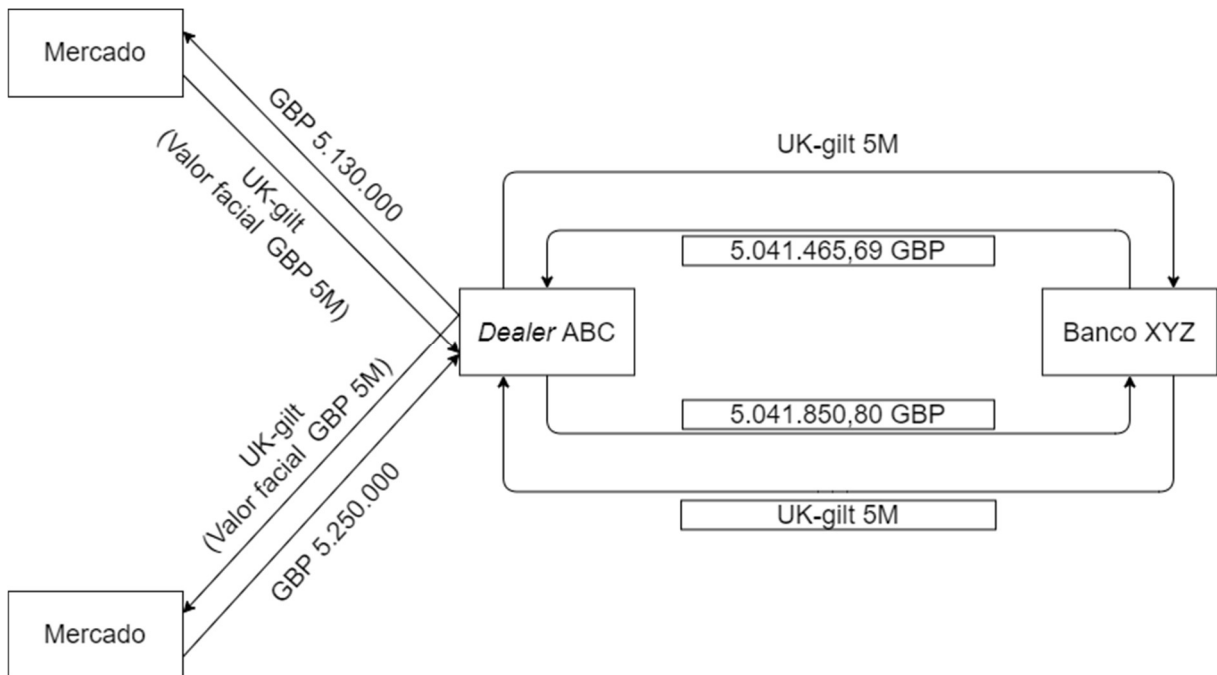 Mercado
GBP 5.130.000
UK-gilt
(Valor facial GBP 5M)
UK-gilt 5M
5.041.465,69 GBP
Dealer ABC
Banco XYZ
5.041.850,80 GBP
UK-gilt 5M
UK-gilt
(Valor facial GBP 5M)
GBP 5.250.000
Mercado